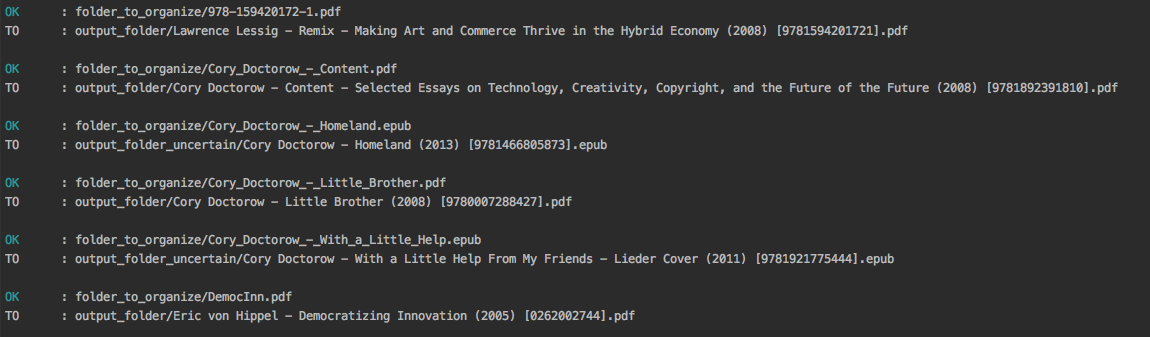 OK      : folder_to_organize/978-159420172-1.pdf
TO      : output_folder/Lawrence Lessig - Remix - Making Art and Commerce Thrive in the Hybrid Economy (2008) [9781594201721].pdf
OK      : folder_to_organize/Cory_Doctorow_-_Content.pdf
TO      : output_folder/Cory Doctorow - Content - Selected Essays on Technology, Creativity, Copyright, and the Future of the Future (2008) [9781892391810].pdf
OK      : folder_to_organize/Cory_Doctorow_-_Homeland.epub
TO      : output_folder_uncertain/Cory Doctorow - Homeland (2013) [9781466805873].epub
OK      : folder_to_organize/Cory_Doctorow_-_Little_Brother.pdf
TO      : output_folder/Cory Doctorow - Little Brother (2008) [9780007288427].pdf
OK      : folder_to_organize/Cory_Doctorow_-_With_a_Little_Help.epub
TO      : output_folder_uncertain/Cory Doctorow - With a Little Help From My Friends - Lieder Cover (2011) [9781921775444].epub
OK      : folder_to_organize/DemocInn.pdf
TO      : output_folder/Eric von Hippel - Democratizing Innovation (2005) [0262002744].pdf